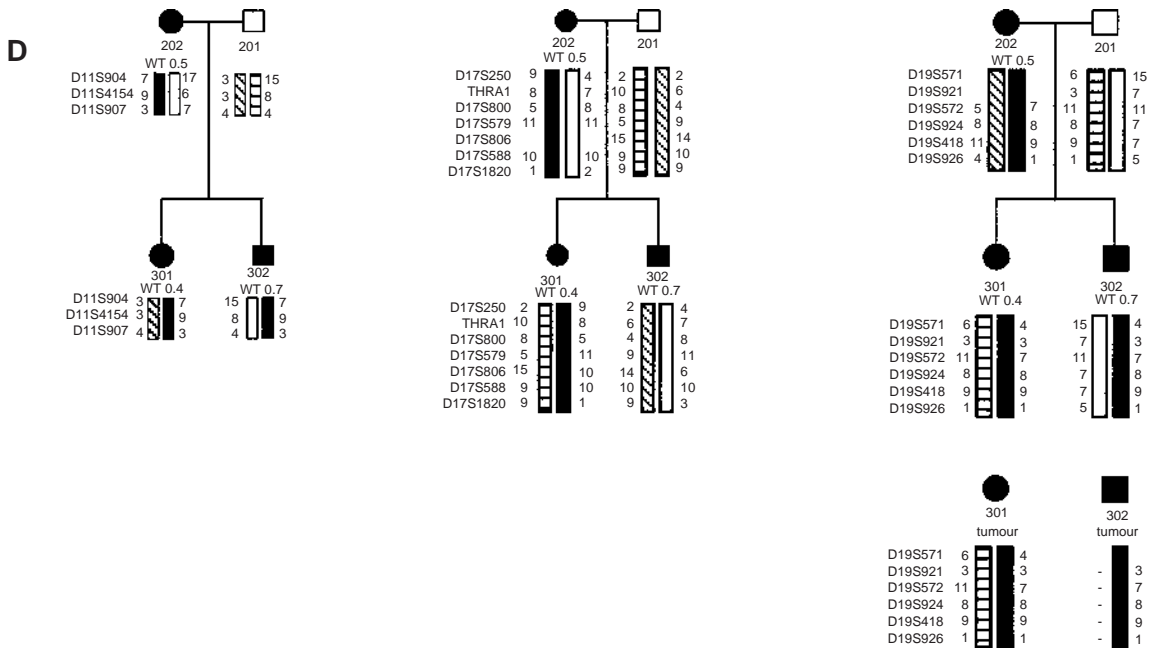 D
202 201
WT 0.5
D11S904 7 17 3 15
D11S4154 9 6 3 8
D11S907 3 7 4 4
301 302
WT 0.4 WT 0.7
D11S904 3 7 15 7
D11S4154 3 9 8 9
D11S907 4 3 4 3
202 201
WT 0.5
D17S250 9 4 2 2
THRA1 8 7 10 6
D17S800 5 8 8 4
D17S579 11 11 5 9
D17S806 15 14
D17S588 10 10 9 10
D17S1820 1 2 9 9
301 302
WT 0.4 WT 0.7
D17S250 2 9 2 4
THRA1 10 8 6 7
D17S800 8 5 4 8
D17S579 5 11 9 11
D17S806 15 10 14 6
D17S588 9 10 10 10
D17S1820 9 1 9 3
202 201
WT 0.5
D19S571 6 15
D19S921 3 7
D19S572 5 7 11 11
D19S924 8 8 8 7
D19S418 11 9 9 7
D19S926 4 1 1 5
301 302
WT 0.4 WT 0.7
D19S571 6 4 15 4
D19S921 3 3 7 3
D19S572 11 7 11 7
D19S924 8 8 7 8
D19S418 9 9 7 9
D19S926 1 1 5 1
301 302
tumour tumour
D19S571 6 4
D19S921 3 3 - 3
D19S572 11 7 - 7
D19S924 8 8 - 8
D19S418 9 9 - 9
D19S926 1 1 - 1